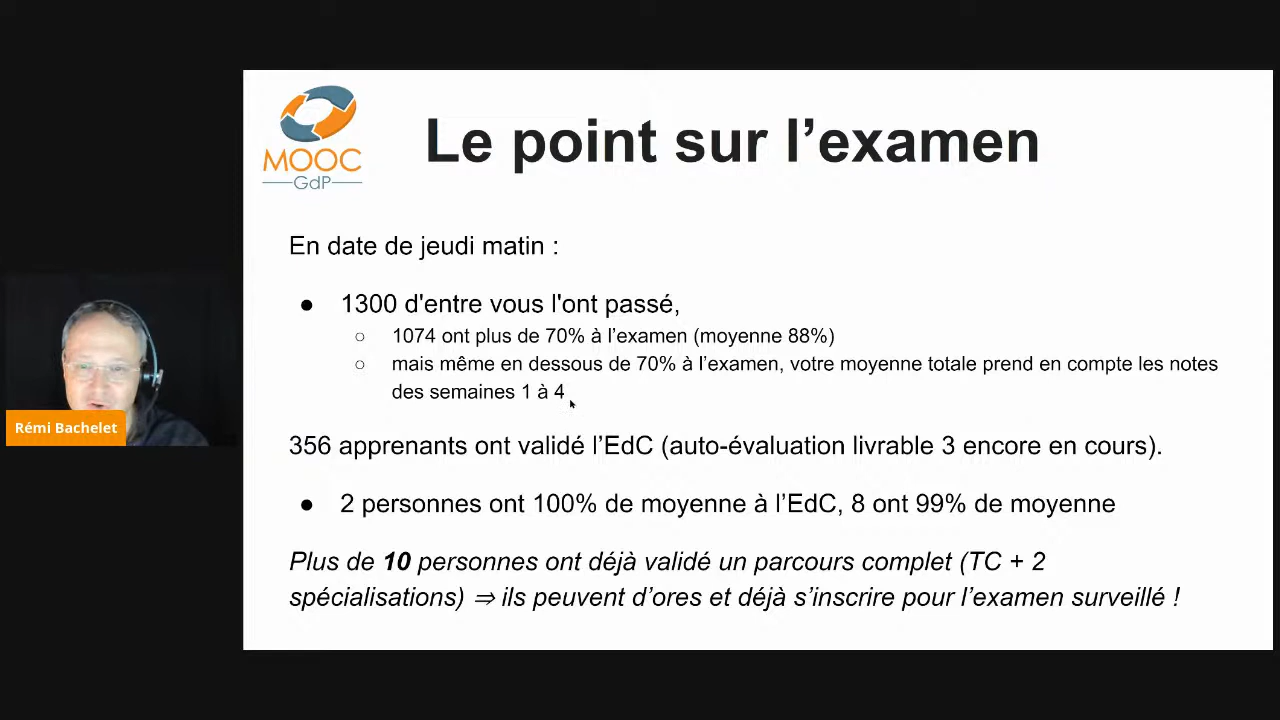 MOOC
GdP
Le point sur l’examen
En date de jeudi matin :
● 1300 d'entre vous l'ont passé,
○ 1074 ont plus de 70% à l’examen (moyenne 88%)
○ mais même en dessous de 70% à l’examen, votre moyenne totale prend en compte les notes
des semaines 1 à 4
Rémi Bachelet
356 apprenants ont validé l’EdC (auto-évaluation livrable 3 encore en cours).
● 2 personnes ont 100% de moyenne à l’EdC, 8 ont 99% de moyenne
Plus de 10 personnes ont déjà validé un parcours complet (TC + 2
spécialisations) ⇒ ils peuvent d’ores et déjà s’inscrire pour l’examen surveillé !